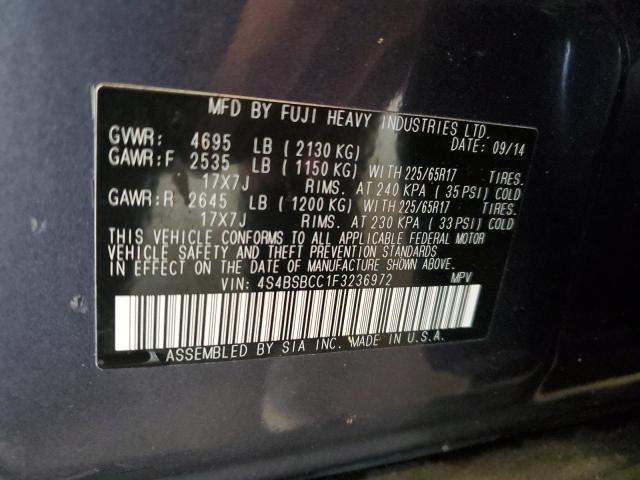 MFD BY FUJI HEAVY INDUSTRIES LTD.
GVWR: 4695 LB ( 2130 KG) DATE: 09/14
GAWR:F 2535 LB ( 1150 KG) WITH 225/65R17 TIRES,
17X7J RIMS, AT 240 KPA ( 35 PSI) COLD
GAWR:R 2645 LB ( 1200 KG) WITH 225/65R17 TIRES,
17X7J RIMS, AT 230 KPA ( 33 PSI) COLD
THIS VEHICLE CONFORMS TO ALL APPLICABLE FEDERAL MOTOR
VEHICLE SAFETY AND THEFT PREVENTION STANDARDS
IN EFFECT ON THE DATE OF MANUFACTURE SHOWN ABOVE.
VIN: 4S4BSBCC1F3236972 MPV
ASSEMBLED BY SIA INC. MADE IN U.S.A.